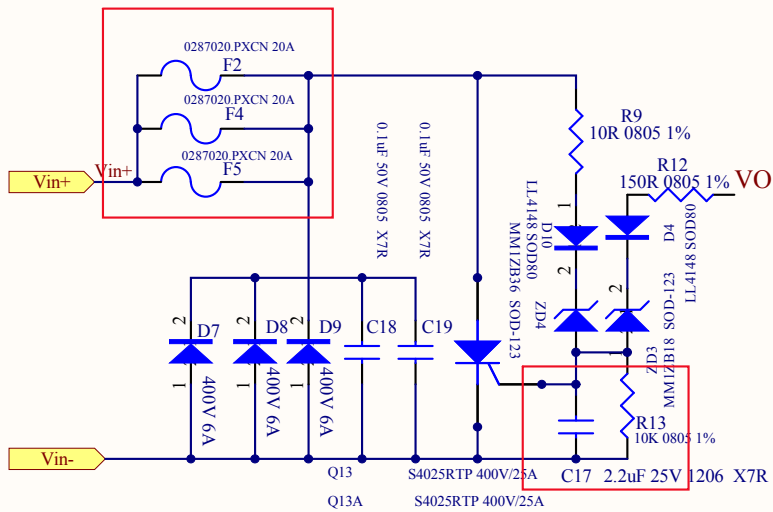 0287020.PXCN 20A
F2
0287020.PXCN 20A
F4
0287020.PXCN 20A
F5
Vin+
Vin+
0.1uF 50V 0805 X7R
0.1uF 50V 0805 X7R
R9
10R 0805 1%
R12
150R 0805 1%
VO
1
D10
LL4148 SOD80
2
D4
LL4148 SOD80
2
ZD4
MM1ZB36 SOD-123
1
ZD3
MM1ZB18 SOD-123
2
D7
1
400V 6A
2
D8
1
400V 6A
2
D9
1
400V 6A
C18
C19
R13
10K 0805 1%
Vin-
Q13
S4025RTP 400V/25A
C17
2.2uF 25V 1206 X7R
Q13A
S4025RTP 400V/25A